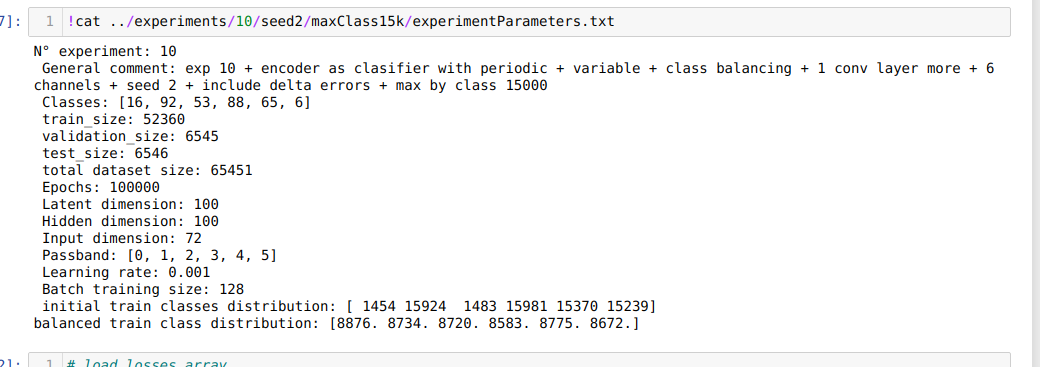 7]: 1 !cat ../experiments/10/seed2/maxClass15k/experimentParameters.txt
N° experiment: 10
General comment: exp 10 + encoder as clasifier with periodic + variable + class balancing + 1 conv layer more + 6
channels + seed 2 + include delta errors + max by class 15000
Classes: [16, 92, 53, 88, 65, 6]
train_size: 52360
validation_size: 6545
test_size: 6546
total dataset size: 65451
Epochs: 100000
Latent dimension: 100
Hidden dimension: 100
Input dimension: 72
Passband: [0, 1, 2, 3, 4, 5]
Learning rate: 0.001
Batch training size: 128
initial train classes distribution: [ 1454 15924  1483 15981 15370 15239]
balanced train class distribution: [8876. 8734. 8720. 8583. 8775. 8672.]
2]: 1 # load losses array